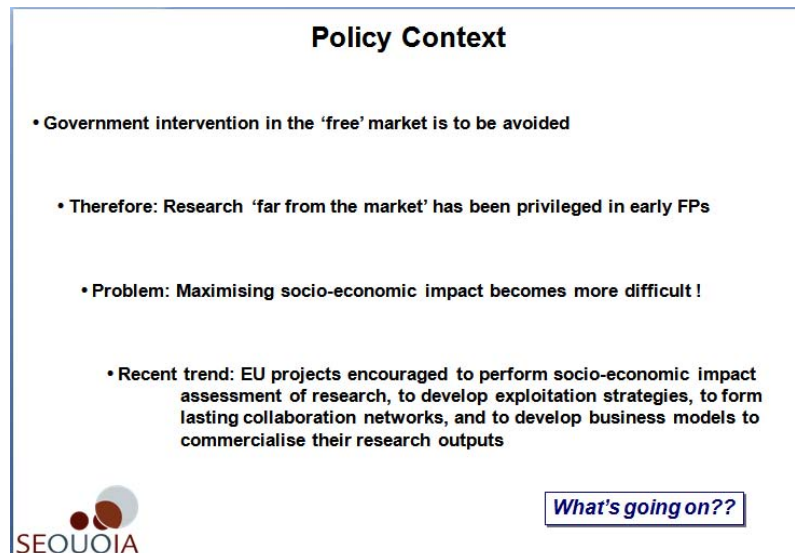 Policy Context
• Government intervention in the ‘free’ market is to be avoided
• Therefore: Research ‘far from the market’ has been privileged in early FPs
• Problem: Maximising socio-economic impact becomes more difficult !
• Recent trend: EU projects encouraged to perform socio-economic impact
assessment of research, to develop exploitation strategies, to form
lasting collaboration networks, and to develop business models to
commercialise their research outputs
What's going on??
SEQUOIA